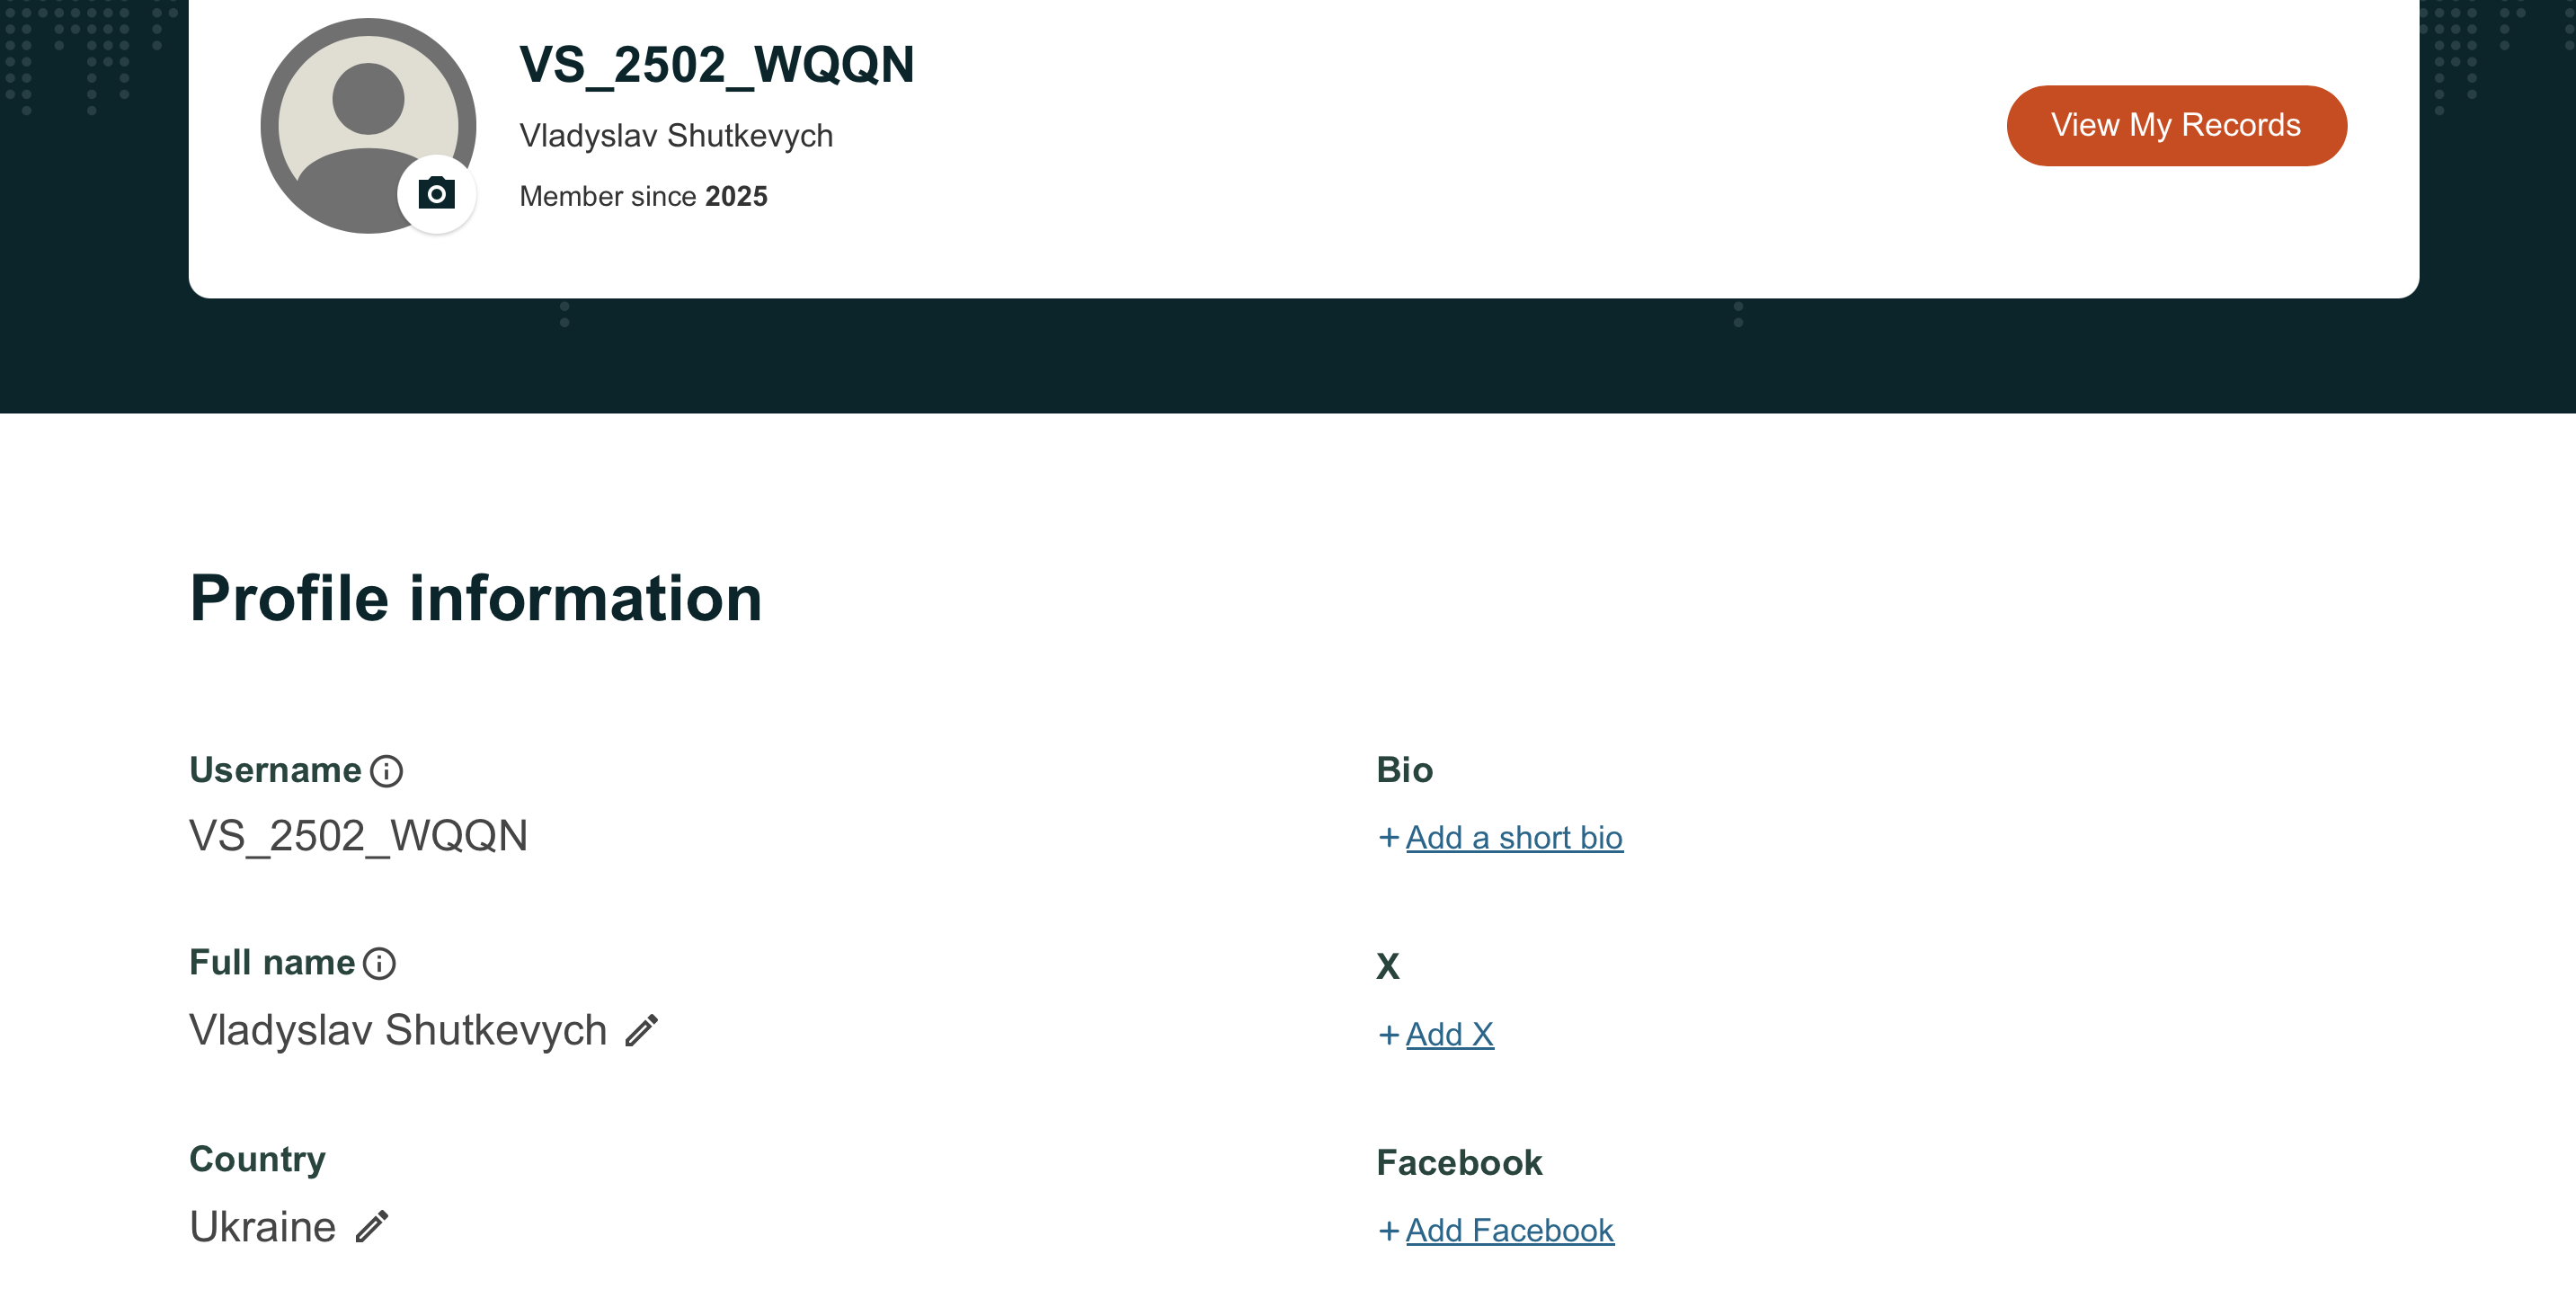 VS_2502_WQQN
Vladyslav Shutkevych
Member since 2025
View My Records
Profile information
Username
VS_2502_WQQN
Full name
Vladyslav Shutkevych
Country
Ukraine
Bio
+ Add a short bio
X
+ Add X
Facebook
+ Add Facebook